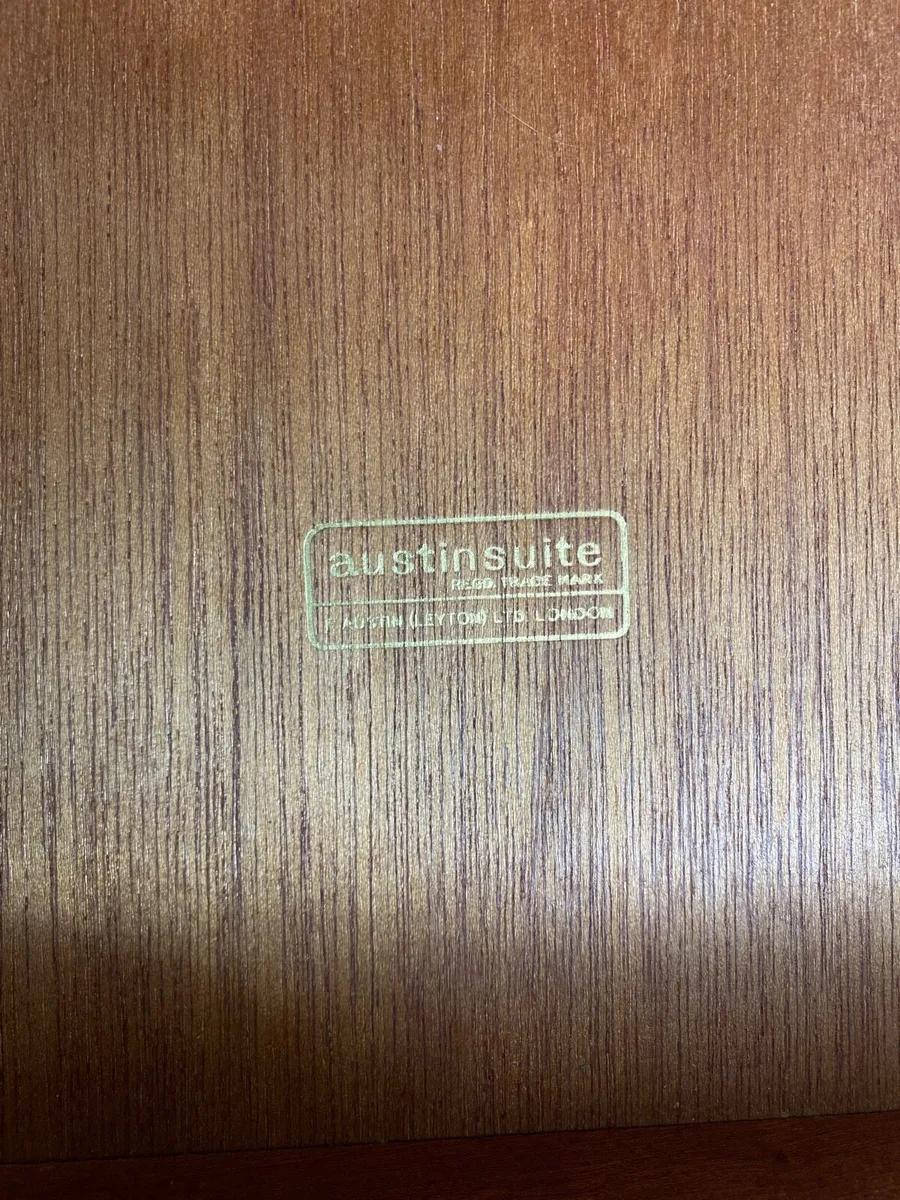 austinsuite
REGD. TRADE MARK
AUSTIN (LEYTON) LTD LONDON